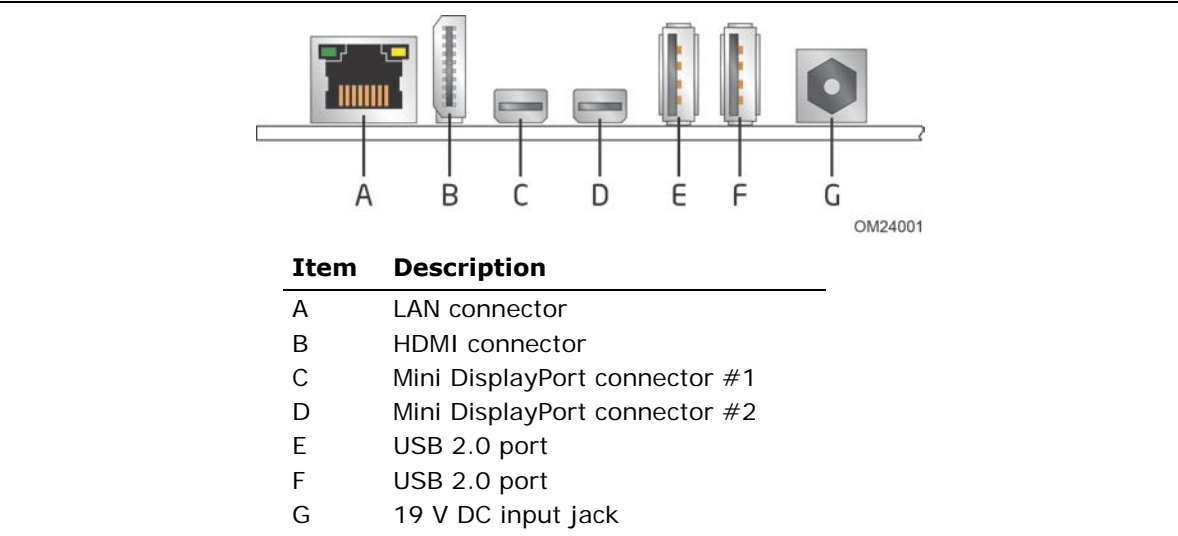 A B C D E F G
OM24001
Item Description
A LAN connector
B HDMI connector
C Mini DisplayPort connector #1
D Mini DisplayPort connector #2
E USB 2.0 port
F USB 2.0 port
G 19 V DC input jack